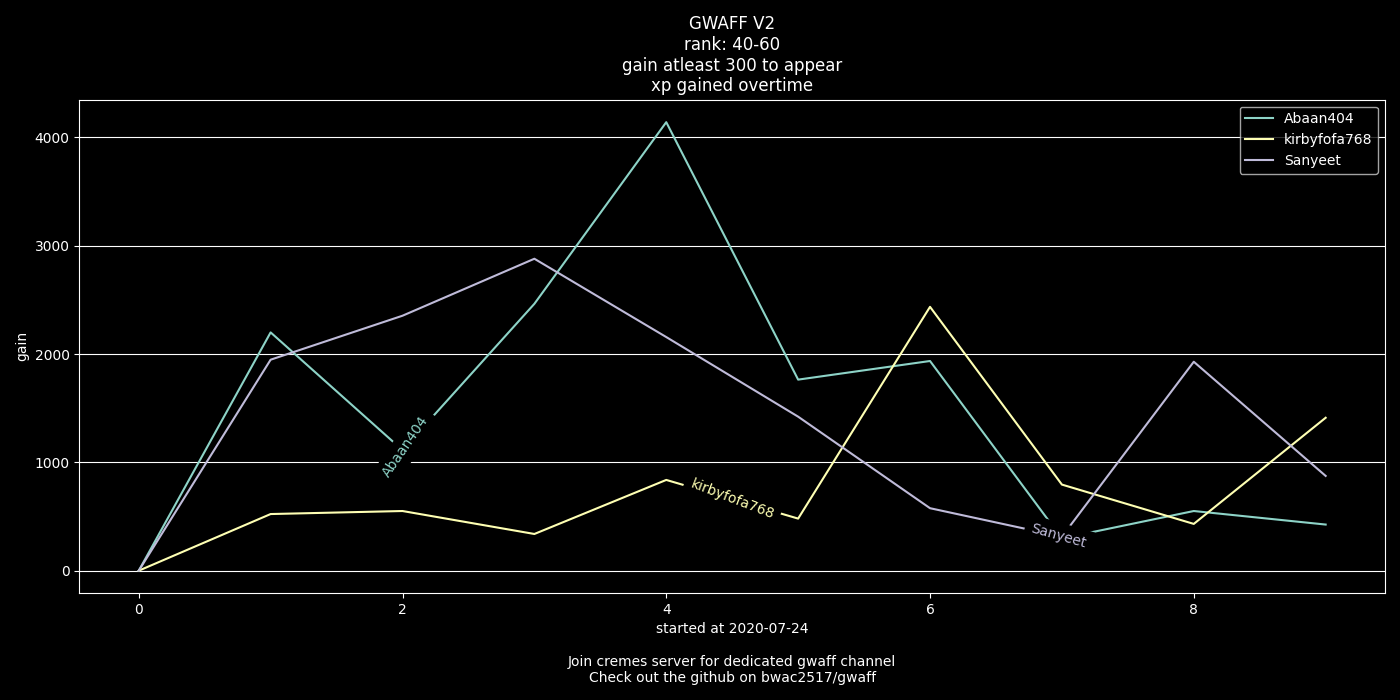 GWAFF V2
rank: 40-60
gain atleast 300 to appear
xp gained overtime
Abaan404
kirbyfofa768
Sanyeet
4000
3000
2000
1000
0
gain
Abaan404
kirbyfofa768
Sanyeet
0 2 4 6 8
started at 2020-07-24
Join cremes server for dedicated gwaff channel
Check out the github on bwac2517/gwaff